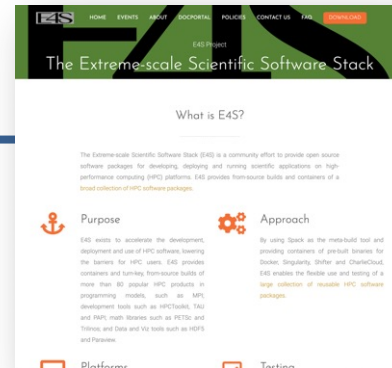 E4S HOME EVENTS ABOUT DOCPORTAL POLICIES CONTACT US FAQ DOWNLOAD
E4S Project
The Extreme-scale Scientific Software Stack
What is E4S?
The Extreme-scale Scientific Software Stack (E4S) is a community effort to provide open source
software packages for developing, deploying and running scientific applications on high-
performance computing (HPC) platforms. E4S provides from-source builds and containers of a
broad collection of HPC software packages.
Purpose
E4S exists to accelerate the development,
deployment and use of HPC software, lowering
the barriers for HPC users. E4S provides
containers and turn-key, from-source builds of
more than 80 popular HPC products in
programming models, such as MPI;
development tools such as HPCToolkit, TAU
and PAPI; math libraries such as PETSc and
Trilinos; and Data and Viz tools such as HDF5
and Paraview.
Approach
By using Spack as the meta-build tool and
providing containers of pre-built binaries for
Docker, Singularity, Shifter and CharlieCloud,
E4S enables the flexible use and testing of a
large collection of reusable HPC software
packages.
Platforms
Testing